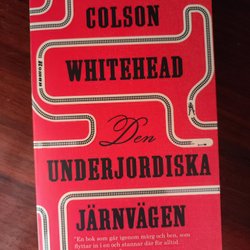 COLSON
WHITEHEAD
Roman
Den
UNDERJORDISKA
JÄRNVÄGEN
"En bok som går igenom märg och ben, som
flyttar in i en och stannar där för alltid.